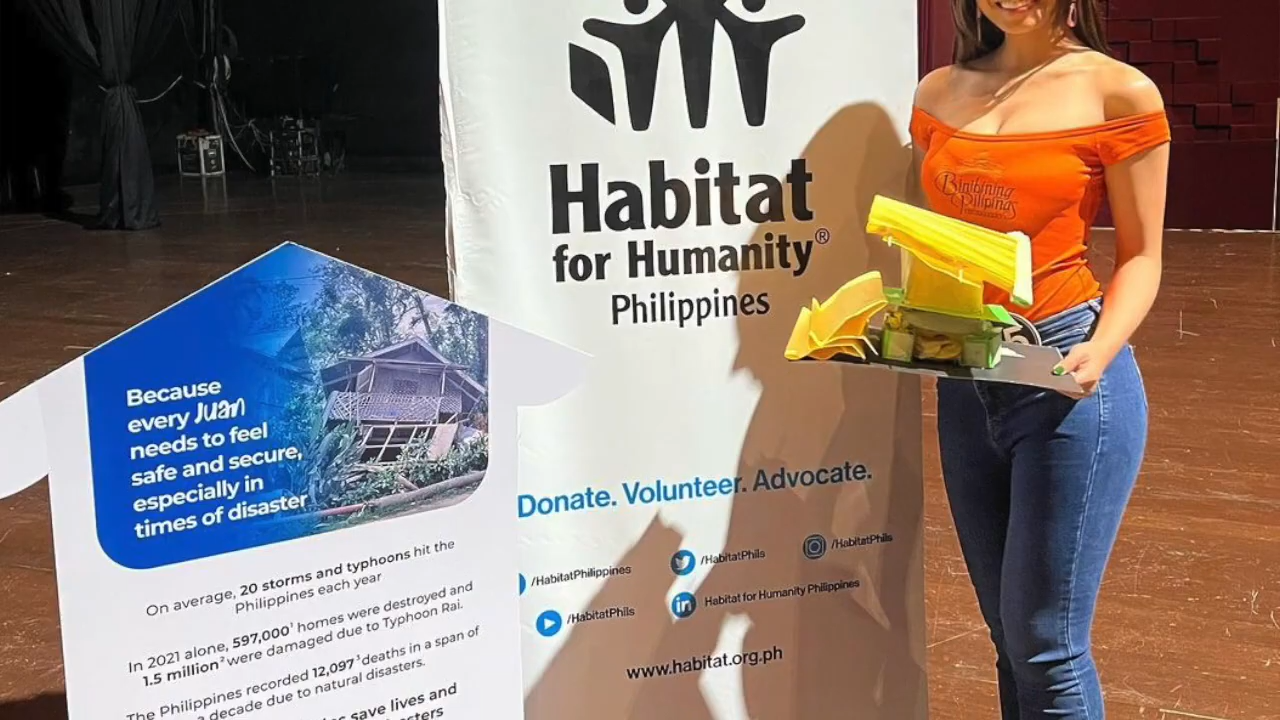 Habitat
for Humanity®
Philippines
Binibining
Pilipinas
Because
every Juan
needs to feel
safe and secure,
especially in
times of disaster
Donate. Volunteer. Advocate.
/HabitatPhilippines
/HabitatPhils
/HabitatPhils
/HabitatPhils
Habitat for Humanity Philippines
www.habitat.org.ph
On average, 20 storms and typhoons hit the
Philippines each year
In 2021 alone, 597,000¹ homes were destroyed and
1.5 million² were damaged due to Typhoon Rai.
The Philippines recorded 12,097³ deaths in a span of
a decade due to natural disasters.
save lives and